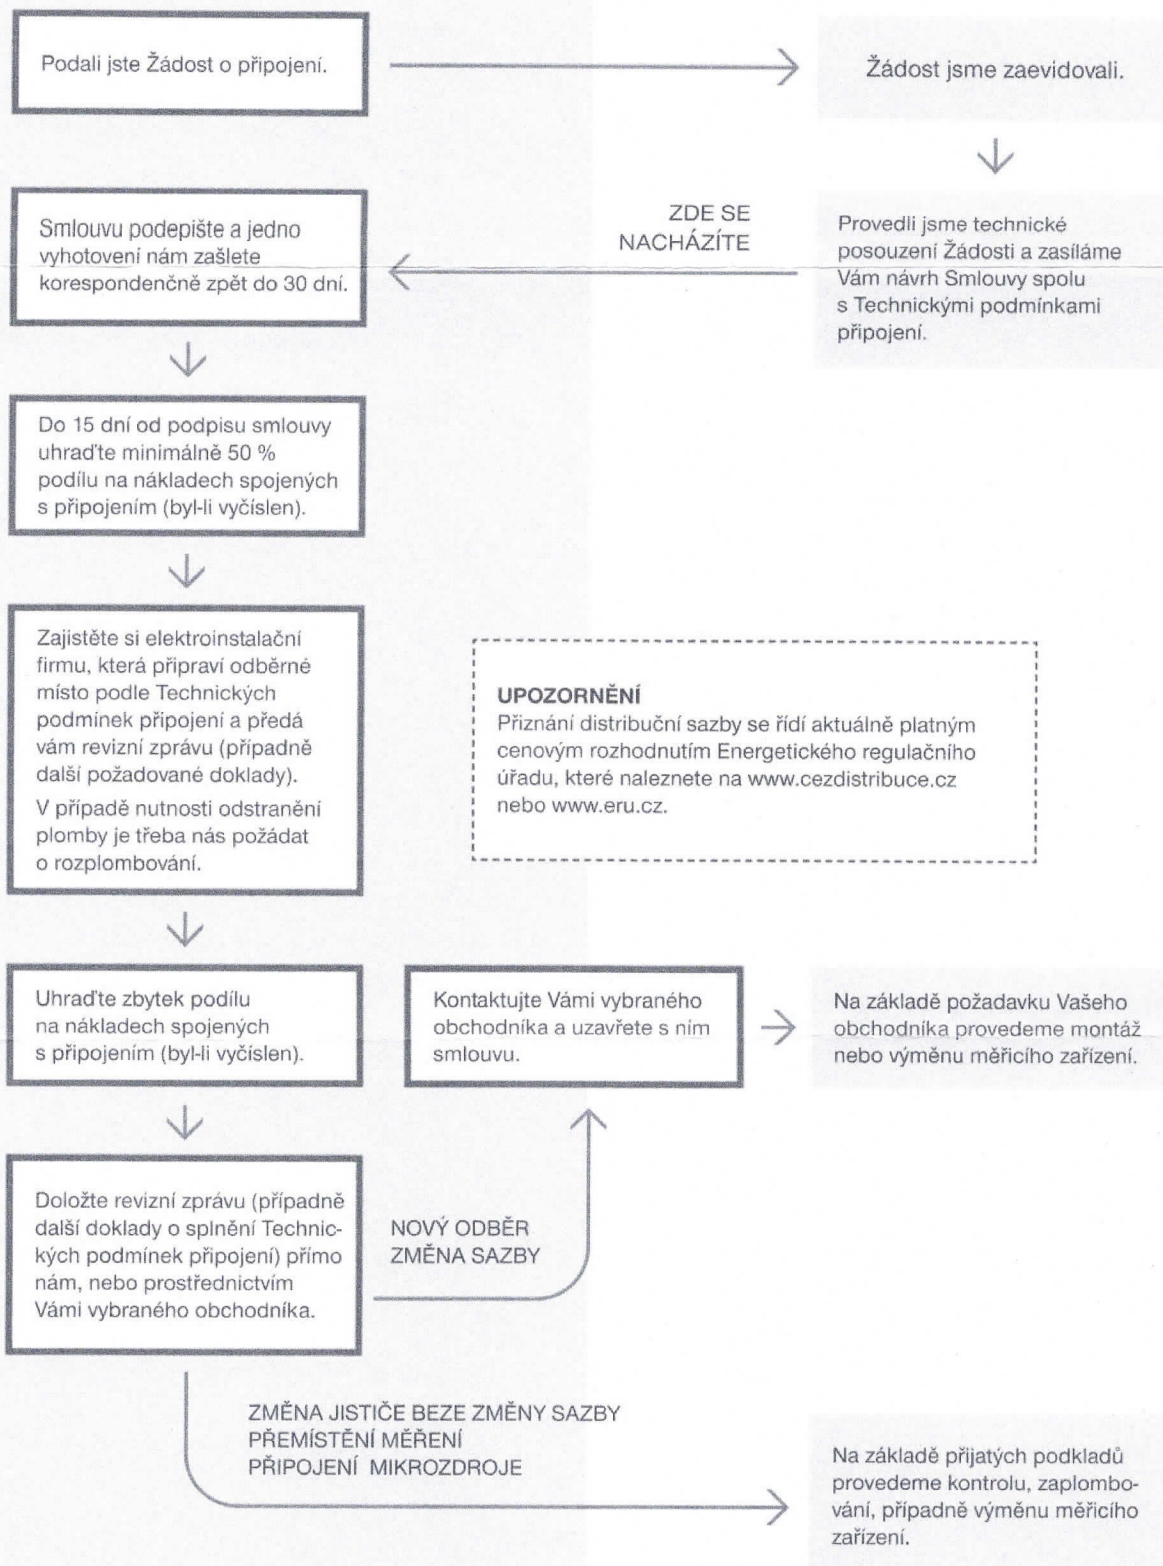 Podali jste Žádost o připojení.
Žádost jsme zaevidovali.
Provedli jsme technické
posouzení Žádosti a zasíláme
Vám návrh Smlouvy spolu
s Technickými podmínkami
připojení.
ZDE SE
NACHÁZÍTE
Smlouvu podepište a jedno
vyhotovení nám zašlete
korespondenčně zpět do 30 dní.
Do 15 dní od podpisu smlouvy
uhraďte minimálně 50 %
podílu na nákladech spojených
s připojením (byl-li vyčíslen).
Zajistěte si elektroinstalační
firmu, která připraví odběrné
místo podle Technických
podmínek připojení a předá
vám revizní zprávu (případně
další požadované doklady).
V případě nutnosti odstranění
plomby je třeba nás požádat
o rozplombování.
UPOZORNĚNÍ
Přiznání distribuční sazby se řídí aktuálně platným
cenovým rozhodnutím Energetického regulačního
úřadu, které naleznete na www.cezdistribuce.cz
nebo www.eru.cz.
Uhraďte zbytek podílu
na nákladech spojených
s připojením (byl-li vyčíslen).
Kontaktujte Vámi vybraného
obchodníka a uzavřete s ním
smlouvu.
Na základě požadavku Vašeho
obchodníka provedeme montáž
nebo výměnu měřicího zařízení.
Doložte revizní zprávu (případně
další doklady o splnění Technic-
kých podmínek připojení) přímo
nám, nebo prostřednictvím
Vámi vybraného obchodníka.
NOVÝ ODBĚR
ZMĚNA SAZBY
ZMĚNA JISTIČE BEZE ZMĚNY SAZBY
PŘEMÍSTĚNÍ MĚŘENÍ
PŘIPOJENÍ MIKROZDROJE
Na základě přijatých podkladů
provedeme kontrolu, zaplombo-
vání, případně výměnu měřicího
zařízení.